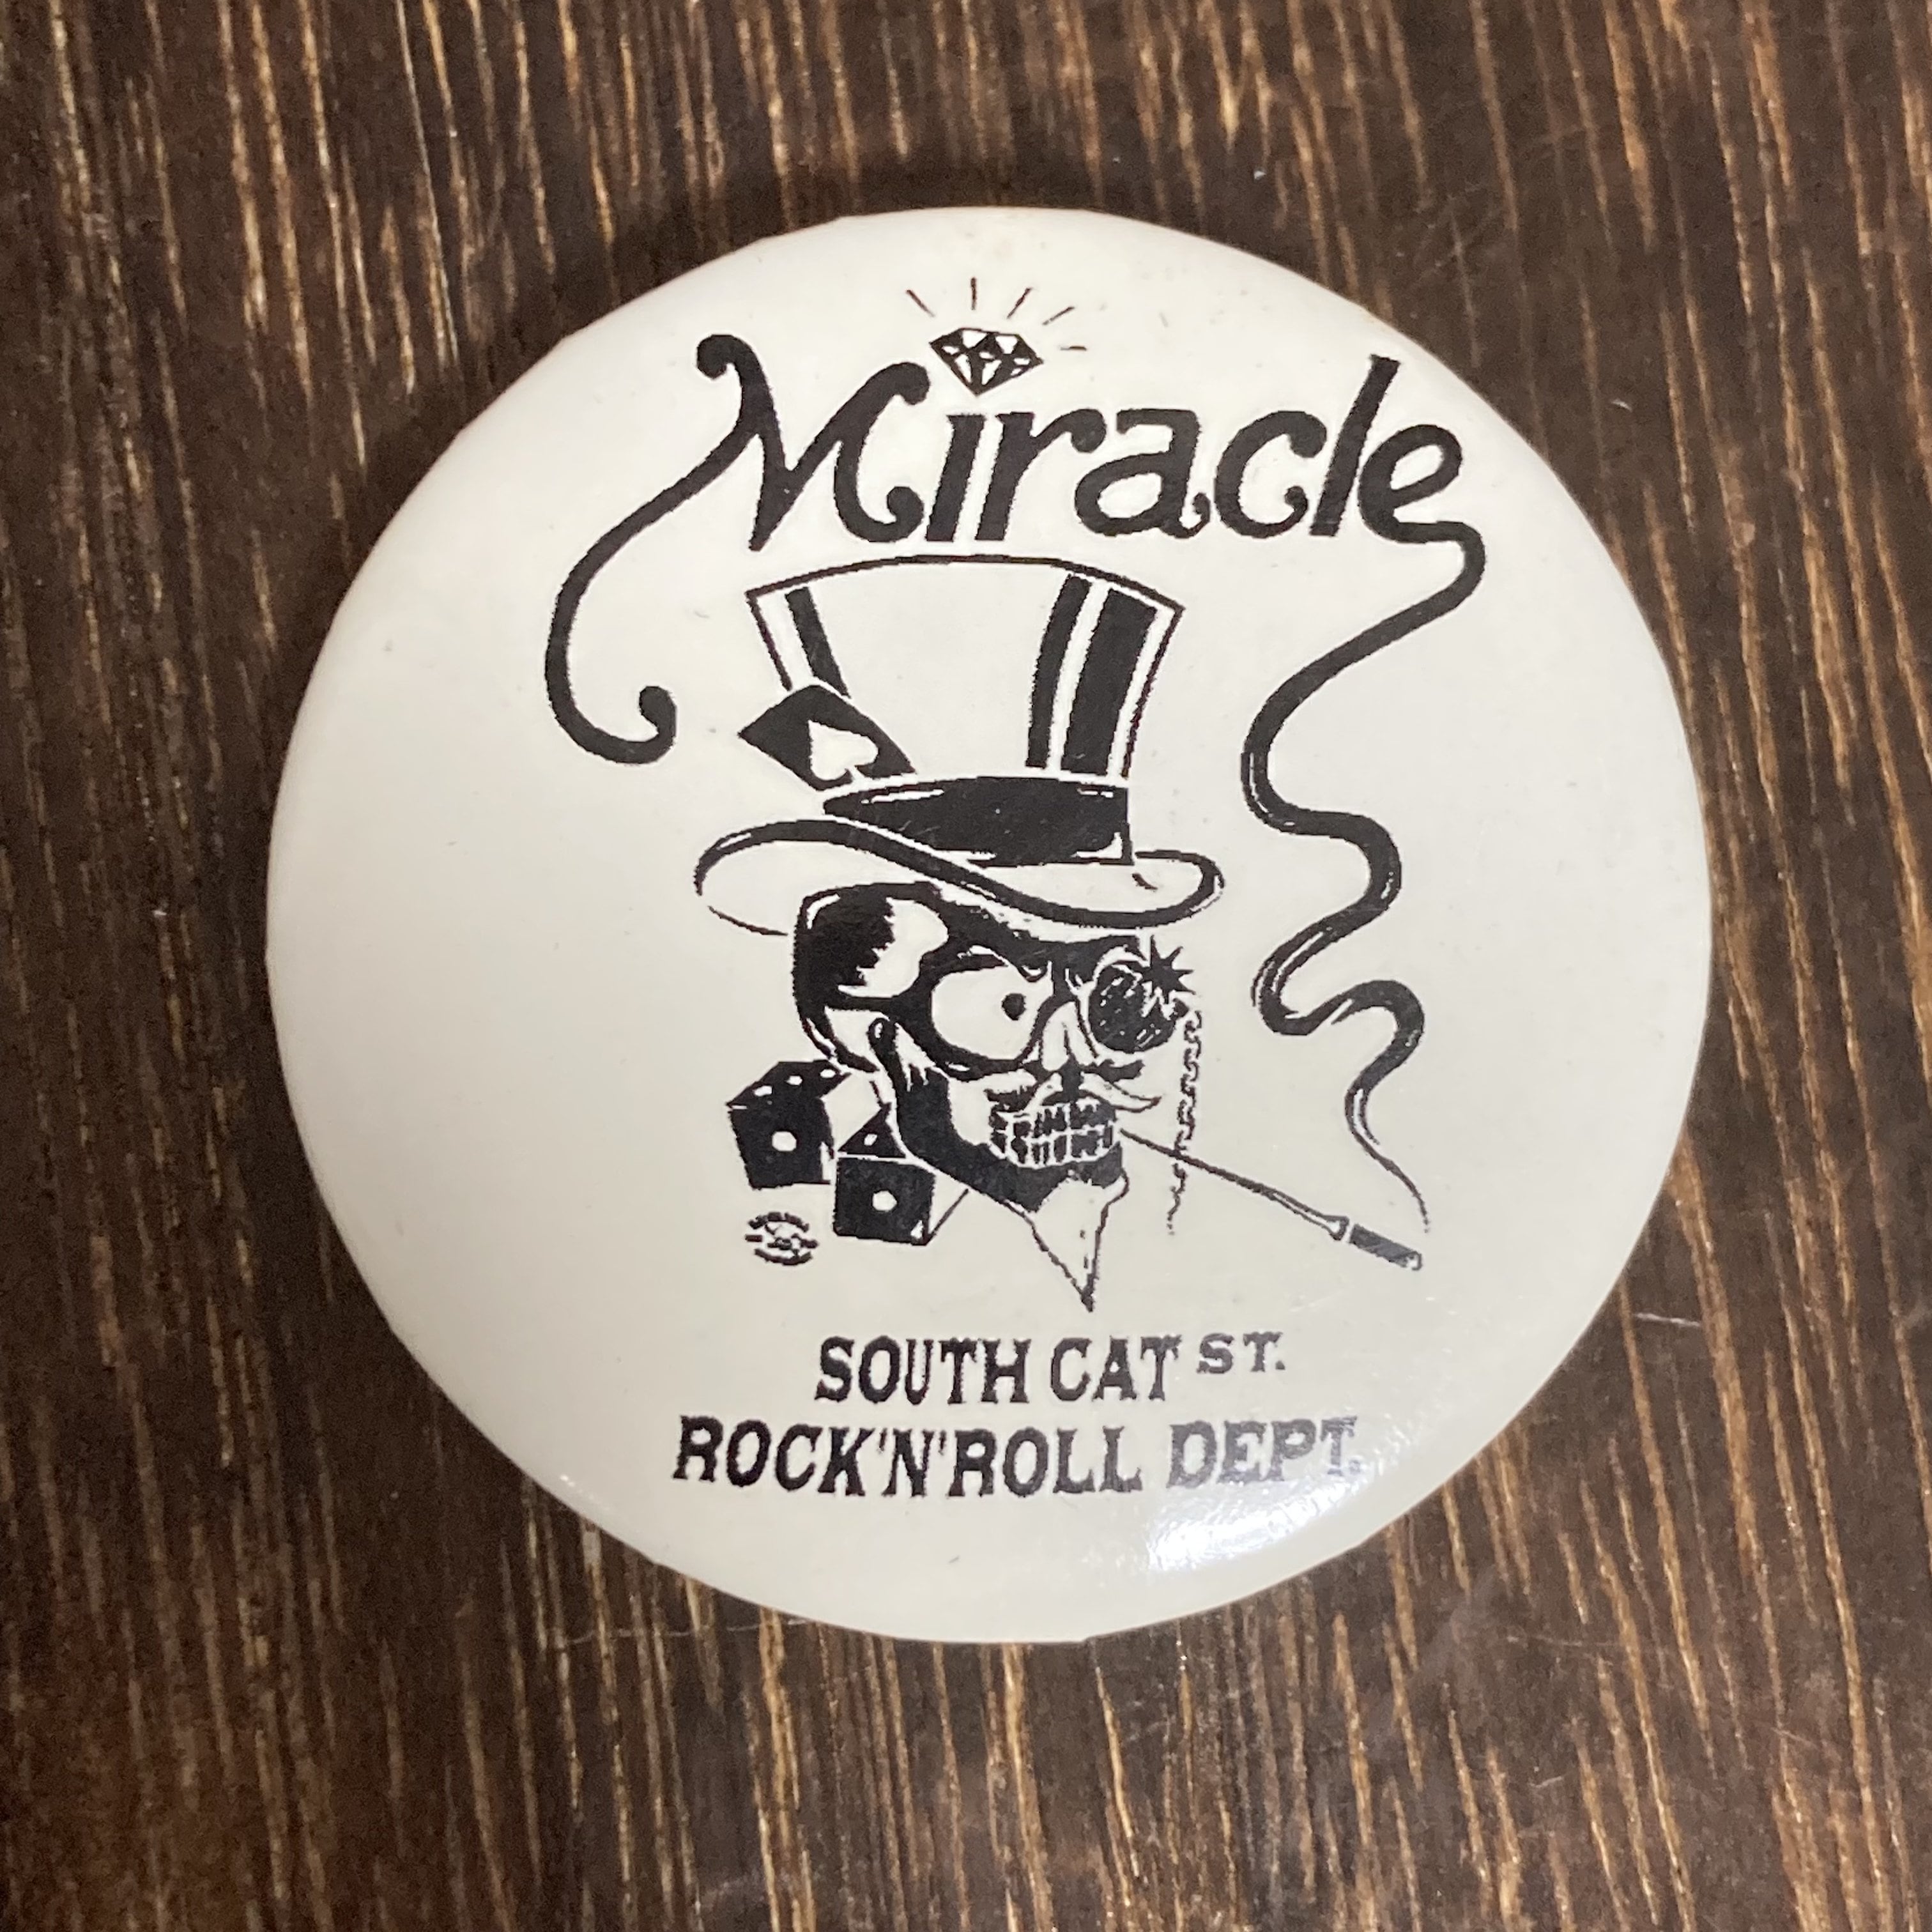 Miracle
SOUTH CAT ST.
ROCK'N'ROLL DEPT.